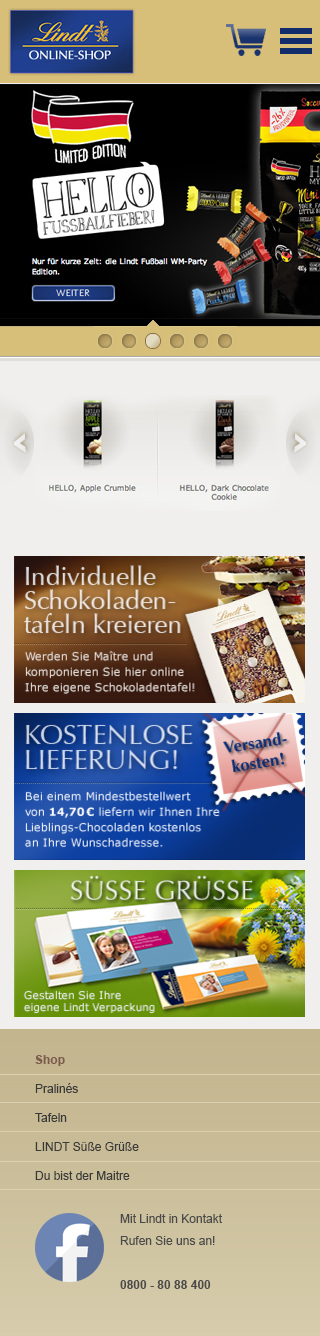 Lindt
ONLINE-SHOP
LIMITED EDITION
HELLO
FUSSBALLFIEBER!
Nur für kurze Zeit: die Lindt Fußball WM-Party
Edition.
WEITER
HELLO, Apple Crumble
HELLO, Dark Chocolate
Cookie
Individuelle
Schokoladen-
tafeln kreieren
Werden Sie Maître und
komponieren Sie hier online
Ihre eigene Schokoladentafel!
Lindt
KOSTENLOSE
LIEFERUNG!
Versand-
kosten!
Bei einem Mindestbestellwert
von 14,70 € liefern wir Ihnen Ihre
Lieblings-Chocoladen kostenlos
an Ihre Wunschadresse.
SÜSSE GRÜSSE
Lindt
Gestalten Sie Ihre
eigene Lindt Verpackung
Shop
Pralinés
Tafeln
LINDT Süße Grüße
Du bist der Maitre
Mit Lindt in Kontakt
Rufen Sie uns an!
0800 - 80 88 400